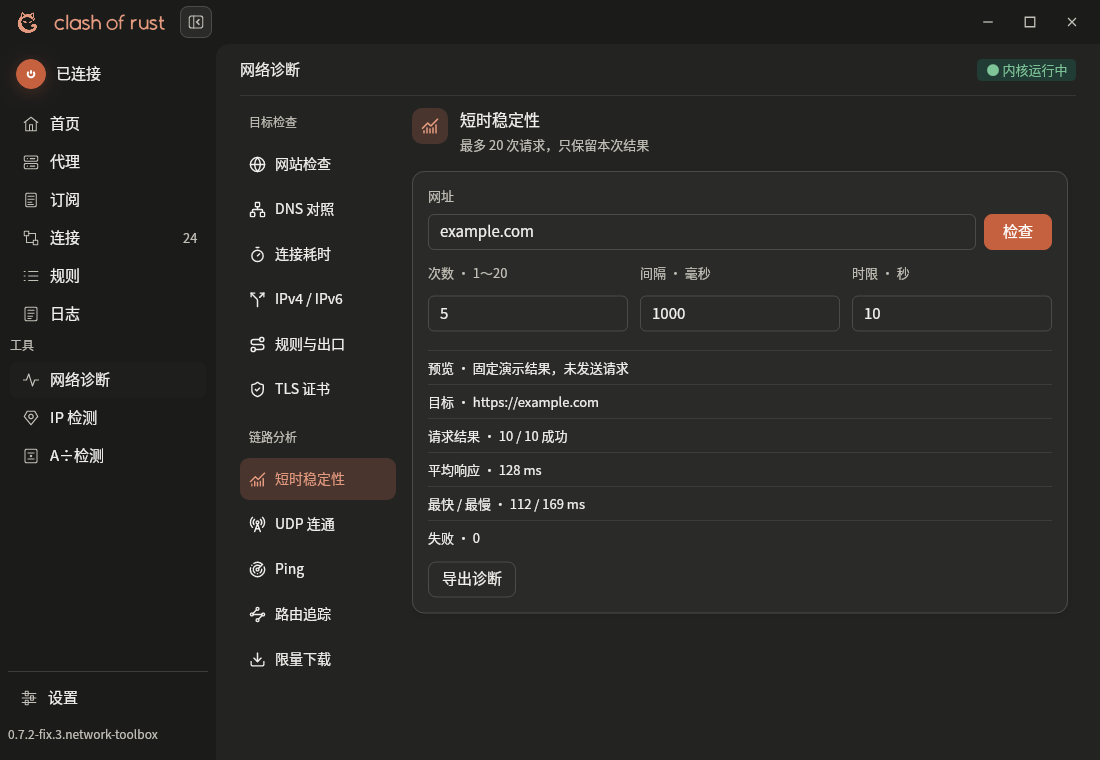 clash of rust
已连接
首页
代理
订阅
连接 24
规则
日志
工具
网络诊断
IP 检测
A÷检测
设置
0.7.2-fix.3.network-toolbox
网络诊断
内核运行中
目标检查
网站检查
DNS 对照
连接耗时
IPv4 / IPv6
规则与出口
TLS 证书
链路分析
短时稳定性
UDP 连通
Ping
路由追踪
限量下载
短时稳定性
最多 20 次请求，只保留本次结果
网址
example.com
检查
次数 · 1～20 间隔 · 毫秒 时限 · 秒
5 1000 10
预览 · 固定演示结果，未发送请求
目标 · https://example.com
请求结果 · 10 / 10 成功
平均响应 · 128 ms
最快 / 最慢 · 112 / 169 ms
失败 · 0
导出诊断